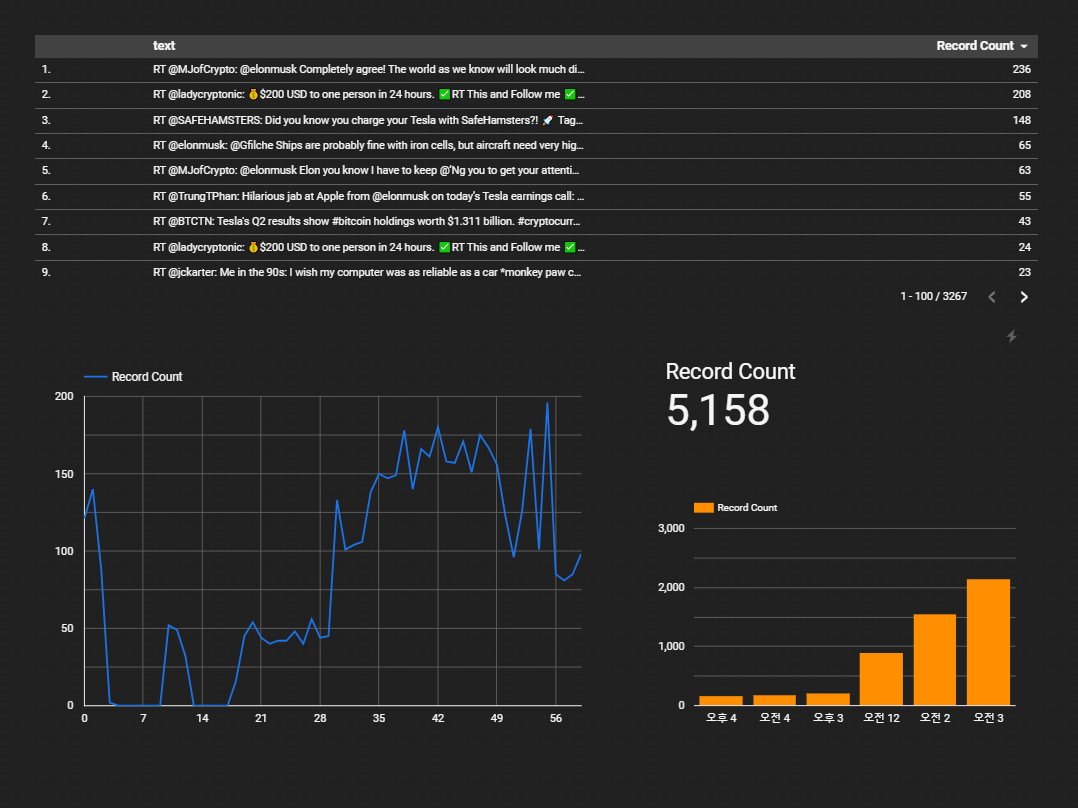 text Record Count
1. RT @MJofCrypto: @elonmusk Completely agree! The world as we know will look much di... 236
2. RT @ladycryptonic: 💰$200 USD to one person in 24 hours. ✅RT This and Follow me ✅ ... 208
3. RT @SAFEHAMSTERS: Did you know you charge your Tesla with SafeHamsters?! 🚀 Tag... 148
4. RT @elonmusk: @Gfilche Ships are probably fine with iron cells, but aircraft need very hig... 65
5. RT @MJofCrypto: @elonmusk Elon you know I have to keep @'Ng you to get your attenti... 63
6. RT @TrungTPhan: Hilarious jab at Apple from @elonmusk on today's Tesla earnings call: ... 55
7. RT @BTCTN: Tesla's Q2 results show #bitcoin holdings worth $1.311 billion. #cryptocurr... 43
8. RT @ladycryptonic: 💰$200 USD to one person in 24 hours. ✅RT This and Follow me ✅ ... 24
9. RT @jckarter: Me in the 90s: I wish my computer was as reliable as a car *monkey paw c... 23
1 - 100 / 3267
Record Count
200
150
100
50
0
0 7 14 21 28 35 42 49 56
Record Count
5,158
Record Count
3,000
2,000
1,000
0
오후 4 오전 4 오후 3 오전 12 오전 2 오전 3